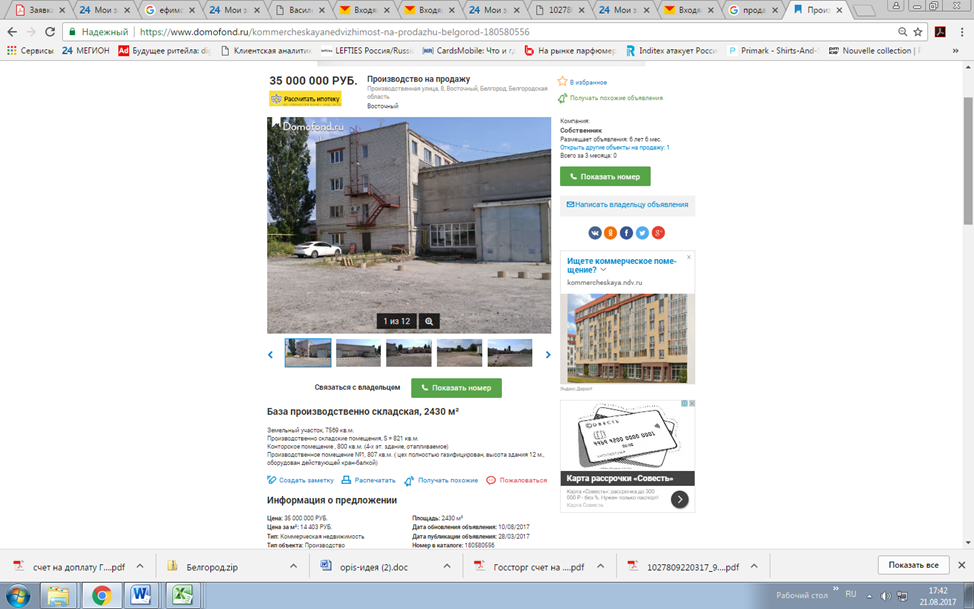 Заявка
24 Мои з
ефим
24 Мои з
Васили
Входя
Входя
24 Мои з
10278
24 Мои з
Входя
прода
Произ
Надежный
https://www.domofond.ru/kommercheskayanedvizhimost-na-prodazhu-belgorod-180580556
Сервисы
24 МЕГИОН
Ad Будущее ритейла: di
Клиентская аналитик
LEFTIES Россия/Russi
CardsMobile: Что и г
На рынке парфюмер
Inditex атакует Росси
Primark - Shirts-And-
Nouvelle collection |
35 000 000 РУБ.
Рассчитать ипотеку
Производство на продажу
Производственная улица, 8, Восточный, Белгород, Белгородская
область
Восточный
Domofond.ru
1 из 12
Связаться с владельцем
Показать номер
База производственно складская, 2430 м²
Земельный участок, 7569 кв.м.
Производственно складские помещения, S = 821 кв.м.
Конторское помещение , 800 кв.м. (4-х эт. здание, отапливаемое)
Производственное помещение №1, 807 кв.м. ( цех полностью газифицирован, высота здания 12 м.,
оборудован действующей кран-балкой)
Создать заметку
Распечатать
Получать похожие
Пожаловаться
Информация о предложении
Цена: 35 000 000 РУБ.
Цена за м²: 14 403 РУБ.
Тип: Коммерческая недвижимость
Тип объекта: Производство
Площадь: 2430 м²
Дата обновления объявления: 10/08/2017
Дата публикации объявления: 28/03/2017
Номер в каталоге: 180580556
В избранное
Получать похожие объявления
Компания:
Собственник
Размещает объявления: 6 лет 6 мес.
Открыть другие объекты на продажу: 1
Всего за 3 месяца: 0
Показать номер
Написать владельцу объявления
Ищете коммерческое поме-
щение?
kommercheskaya.ndv.ru
Яндекс.Директ
СОВЕСТЬ
Карта рассрочки «Совесть»
Карта «Совесть»: рассрочка до 300
000 Р - без %. Нужен только паспорт!
Карта Совесть
счет на доплату Г....pdf
Белгород.zip
opis-идея (2).doc
Госсторг счет на ....pdf
1027809220317_9....pdf
Показать все
Рабочий стол
RU
17:42
21.08.2017